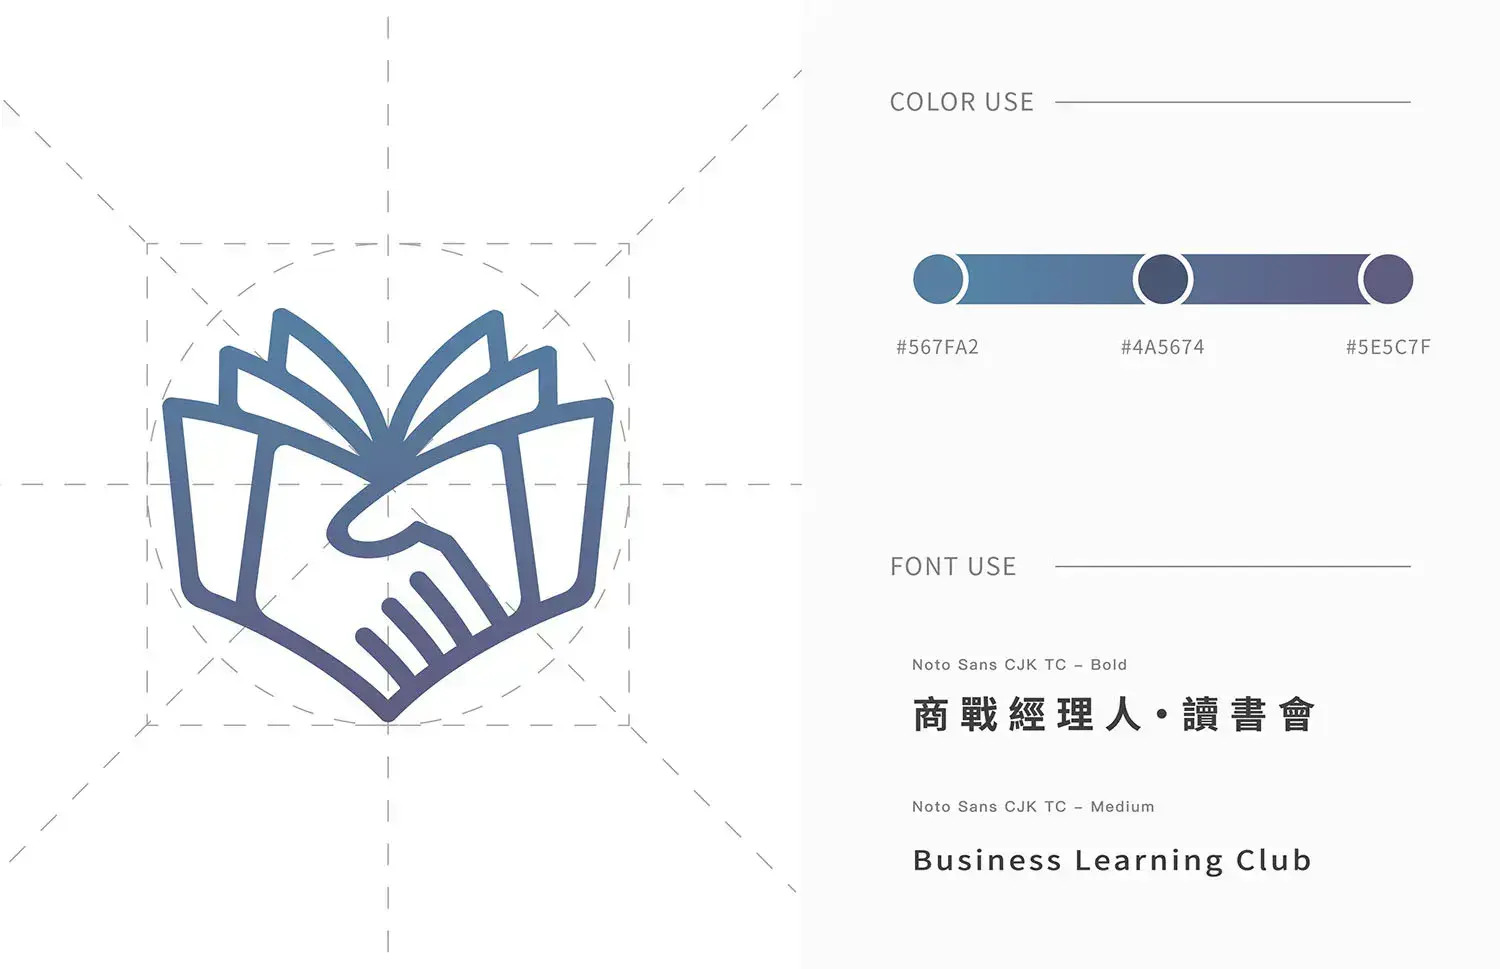 COLOR USE
#567FA2 #4A5674 #5E5C7F
FONT USE
Noto Sans CJK TC – Bold
商戰經理人・讀書會
Noto Sans CJK TC – Medium
Business Learning Club